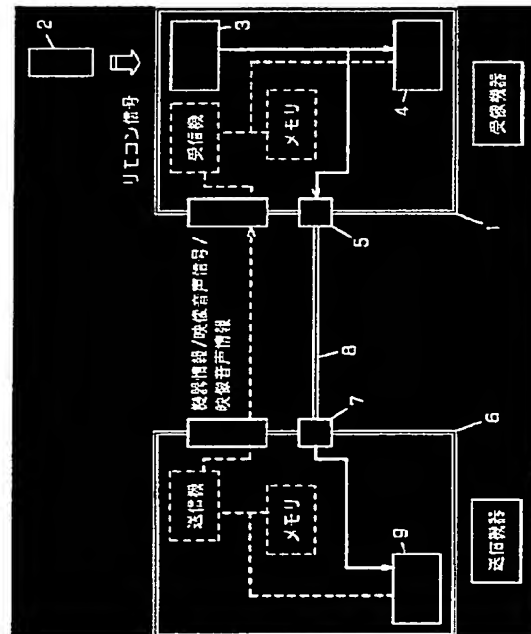 2
リモコン信号
3
受信機
メモリ
4
受像機器
1
5
機器情報/映像音声信号/
映像音声情報
8
7
6
送信機
メモリ
9
送信機器